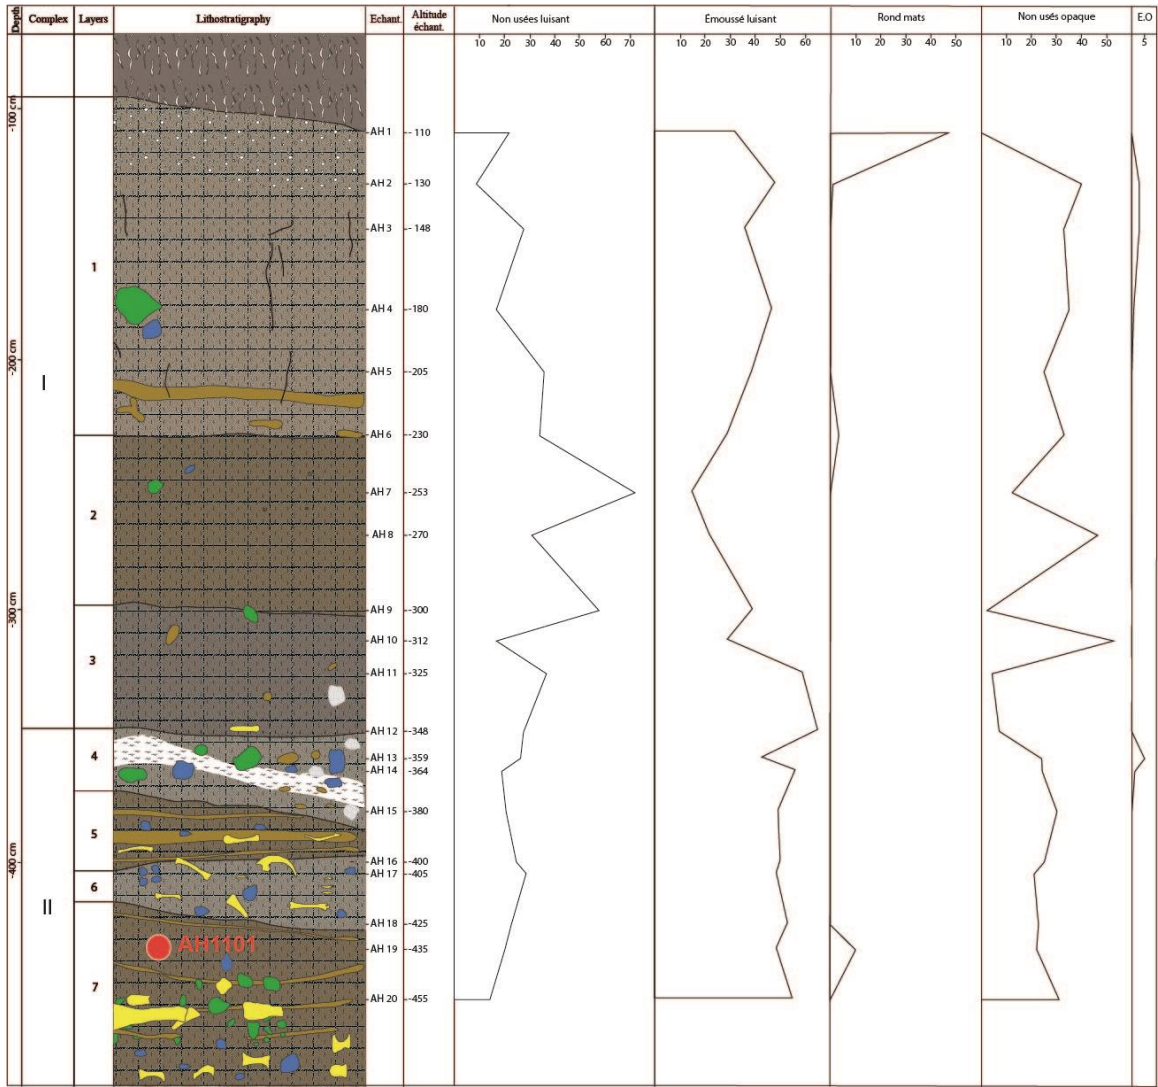 Depth Complex Layers Lithostratigraphy Echant. Altitude échant. Non usées luisant Émoussé luisant Rond mats Non usés opaque E.O
10 20 30 40 50 60 70 10 20 30 40 50 60 70 10 20 30 40 50 10 20 30 40 50 5
-100 cm
AH 1 -110
AH 2 -130
AH 3 -148
1
AH 4 -180
-200 cm
AH 5 -205
I
AH 6 -230
AH 7 -253
2
AH 8 -270
-300 cm
AH 9 -300
AH 10 -312
3
AH 11 -325
AH 12 -348
4
AH 13 -359
AH 14 -364
AH 15 -380
5
-400 cm
AH 16 -400
AH 17 -405
6
II
AH 18 -425
AH1101
AH 19 -435
7
AH 20 -455